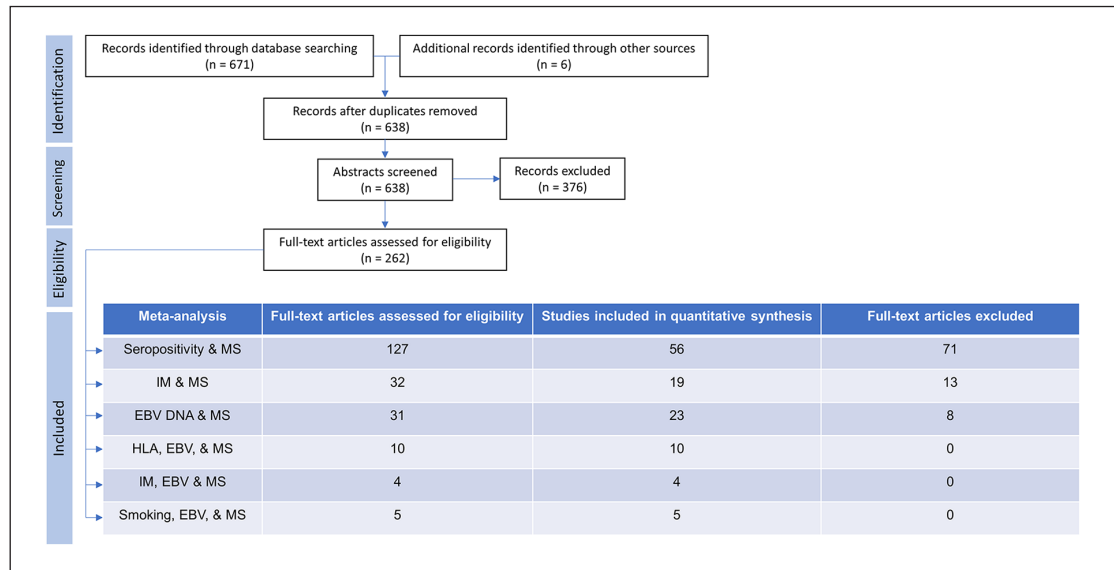 Identification
Records identified through database searching
(n = 671)
Additional records identified through other sources
(n = 6)
Records after duplicates removed
(n = 638)
Screening
Abstracts screened
(n = 638)
Records excluded
(n = 376)
Eligibility
Full-text articles assessed for eligibility
(n = 262)
Included
Meta-analysis Full-text articles assessed for eligibility Studies included in quantitative synthesis Full-text articles excluded
Seropositivity & MS 127 56 71
IM & MS 32 19 13
EBV DNA & MS 31 23 8
HLA, EBV, & MS 10 10 0
IM, EBV & MS 4 4 0
Smoking, EBV, & MS 5 5 0